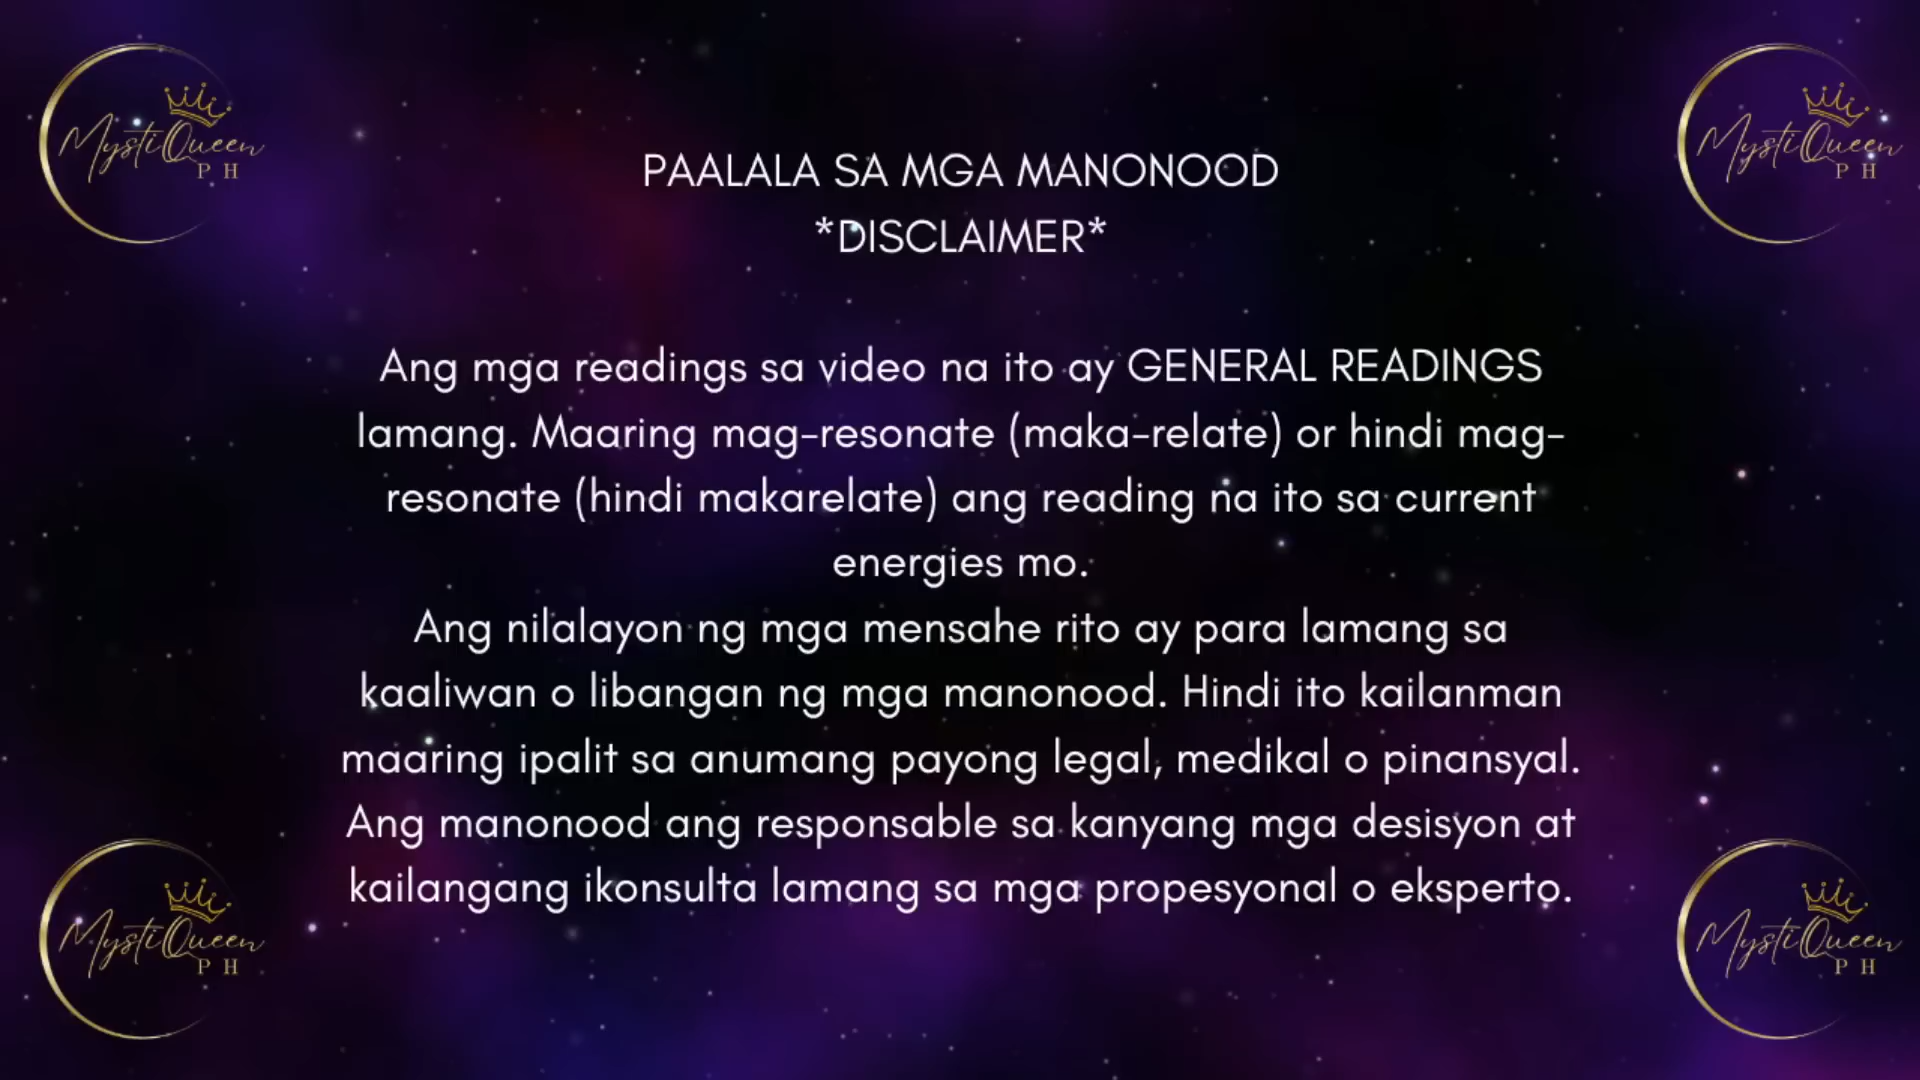 MystiQueen
PH
MystiQueen
PH
PAALALA SA MGA MANONOOD
*DISCLAIMER*
Ang mga readings sa video na ito ay GENERAL READINGS
lamang. Maaring mag-resonate (maka-relate) or hindi mag-
resonate (hindi makarelate) ang reading na ito sa current
energies mo.
Ang nilalayon ng mga mensahe rito ay para lamang sa
kaaliwan o libangan ng mga manonood. Hindi ito kailanman
maaring ipalit sa anumang payong legal, medikal o pinansyal.
Ang manonood ang responsable sa kanyang mga desisyon at
kailangang ikonsulta lamang sa mga propesyonal o eksperto.
MystiQueen
PH
MystiQueen
PH